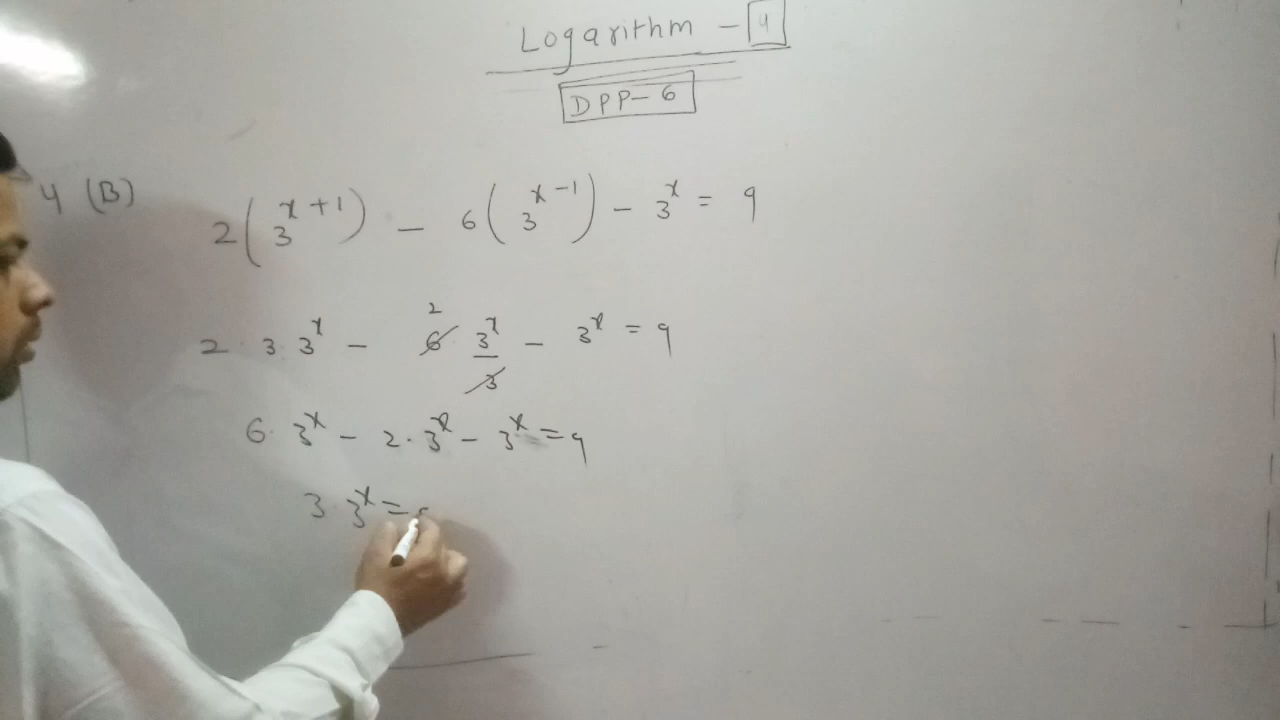 Logarithm - 4
DPP- 6
4 (B) 2(3^{x+1}) - 6(3^{x-1}) - 3^x = 9
2 · 3 · 3^x - 6 · 3^x/3 - 3^x = 9
2
6 · 3^x - 2 · 3^x - 3^x = 9
3 · 3^x =